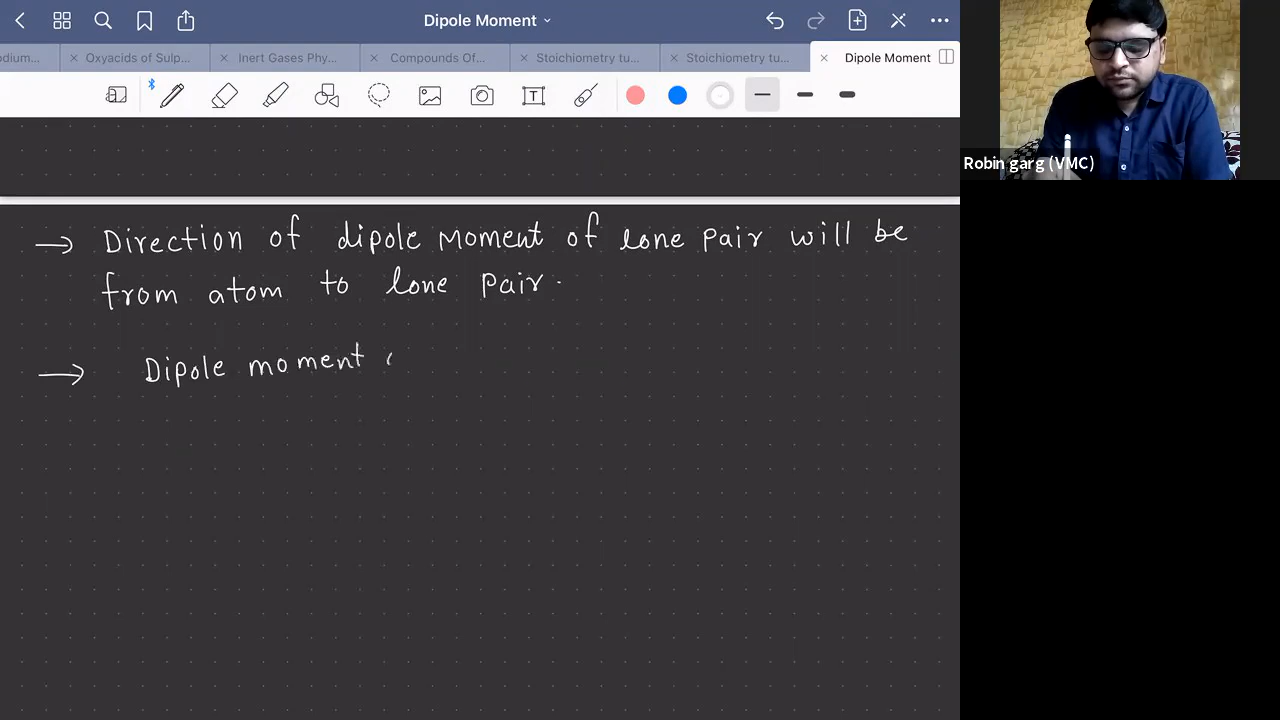 Dipole Moment
odium...
Oxyacids of Sulp...
Inert Gases Phy...
Compounds Of...
Stoichiometry tu...
Stoichiometry tu...
Dipole Moment
T
Robin garg (VMC)
→ Direction of dipole Moment of lone pair will be
from atom to lone pair.
→ Dipole moment